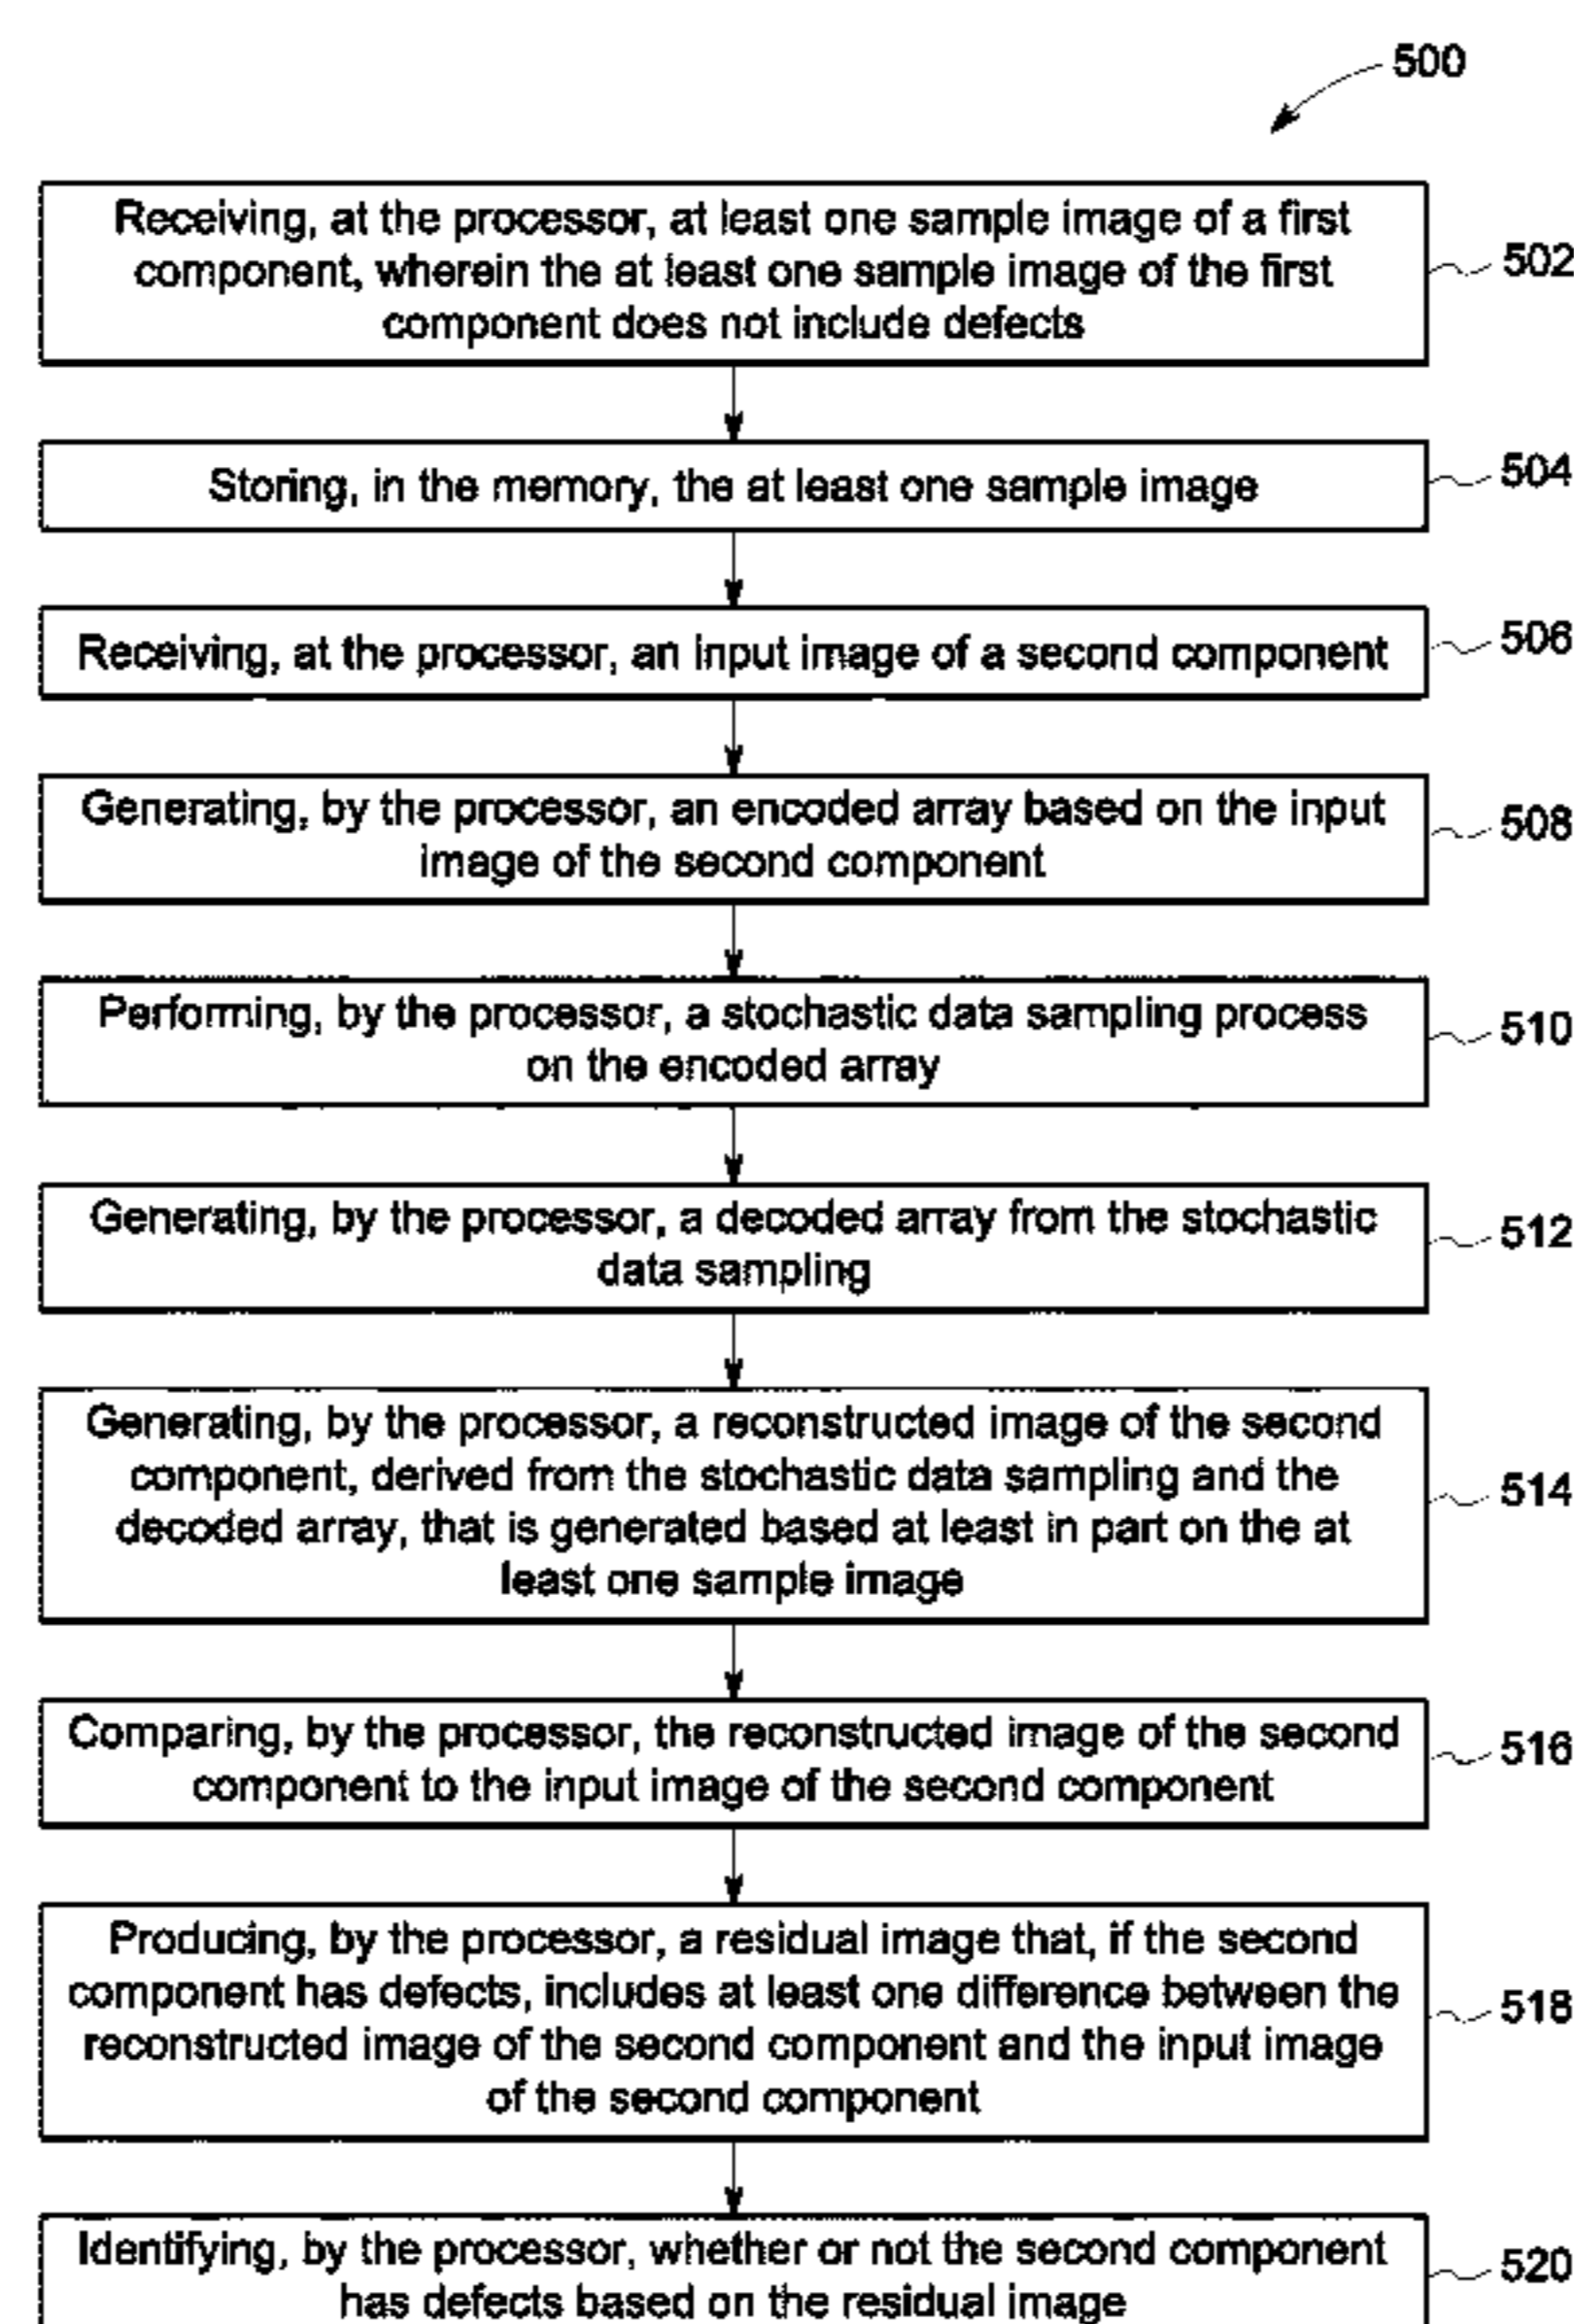 500
Receiving, at the processor, at least one sample image of a first
component, wherein the at least one sample image of the first
component does not include defects
502
Storing, in the memory, the at least one sample image
504
Receiving, at the processor, an input image of a second component
506
Generating, by the processor, an encoded array based on the input
image of the second component
508
Performing, by the processor, a stochastic data sampling process
on the encoded array
510
Generating, by the processor, a decoded array from the stochastic
data sampling
512
Generating, by the processor, a reconstructed image of the second
component, derived from the stochastic data sampling and the
decoded array, that is generated based at least in part on the at
least one sample image
514
Comparing, by the processor, the reconstructed image of the second
component to the input image of the second component
516
Producing, by the processor, a residual image that, if the second
component has defects, includes at least one difference between the
reconstructed image of the second component and the input image
of the second component
518
Identifying, by the processor, whether or not the second component
has defects based on the residual image
520